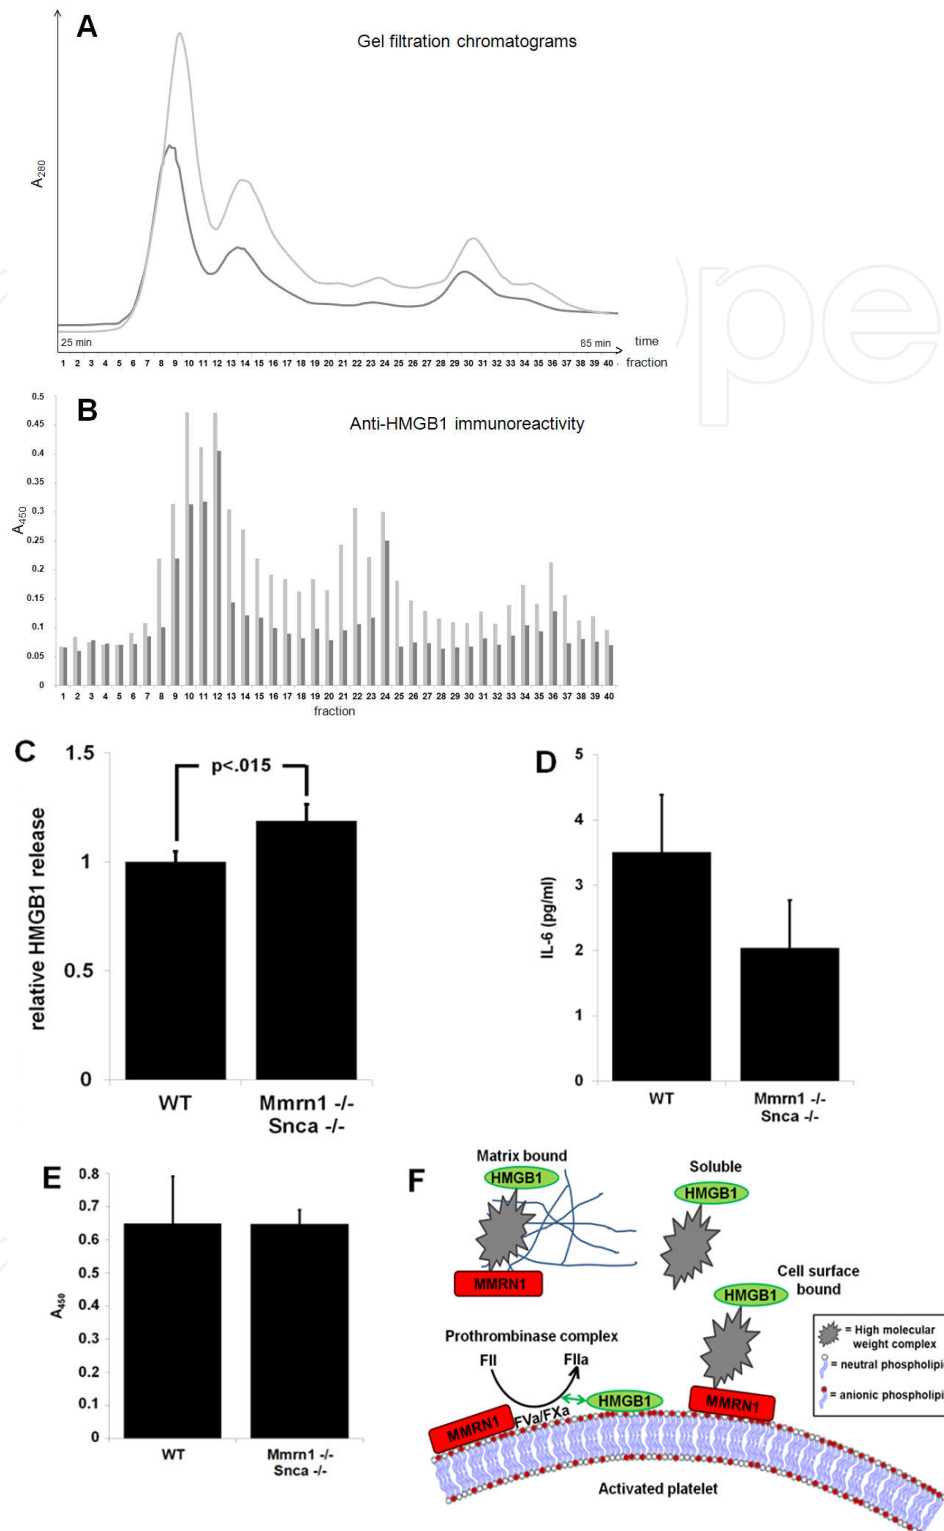 A
Gel filtration chromatograms
A280
25 min
85 min
time
1 2 3 4 5 6 7 8 9 10 11 12 13 14 15 16 17 18 19 20 21 22 23 24 25 26 27 28 29 30 31 32 33 34 35 36 37 38 39 40
fraction
B
Anti-HMGB1 immunoreactivity
0.5
0.45
0.4
0.35
0.3
0.25
0.2
0.15
0.1
0.05
0
A450
1 2 3 4 5 6 7 8 9 10 11 12 13 14 15 16 17 18 19 20 21 22 23 24 25 26 27 28 29 30 31 32 33 34 35 36 37 38 39 40
fraction
C
1.5
1
0.5
0
relative HMGB1 release
p<.015
WT
Mmrn1 -/-
Snca -/-
D
5
4
3
2
1
0
IL-6 (pg/ml)
WT
Mmrn1 -/-
Snca -/-
E
0.8
0.7
0.6
0.5
0.4
0.3
0.2
0.1
0
A450
WT
Mmrn1 -/-
Snca -/-
F
Matrix bound
HMGB1
MMRN1
Soluble
HMGB1
Cell surface
bound
HMGB1
MMRN1
Prothrombinase complex
FII
FIIa
HMGB1
MMRN1
FVa/FXa
Activated platelet
= High molecular
weight complex
= neutral phospholipi
= anionic phospholipi